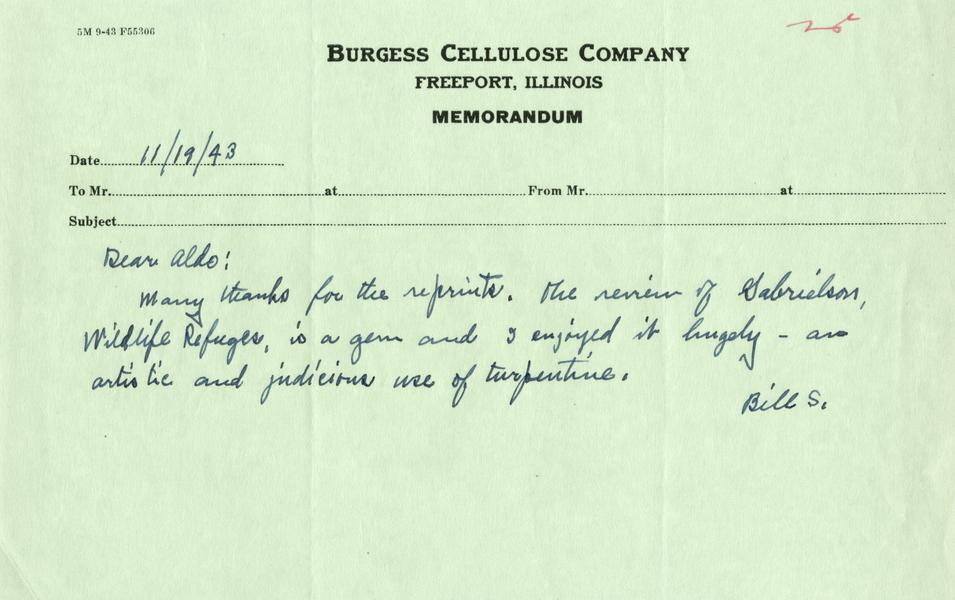 5M 9-43 F55306
BURGESS CELLULOSE COMPANY
FREEPORT, ILLINOIS
MEMORANDUM
Date 11/19/43
To Mr. at From Mr. at
Subject
Dear Aldo:
Many thanks for the reprints. The review of Gabrielson,
Wildlife Refuges, is a gem and I enjoyed it hugely - an
artistic and judicious use of turpentine.
Bill S.